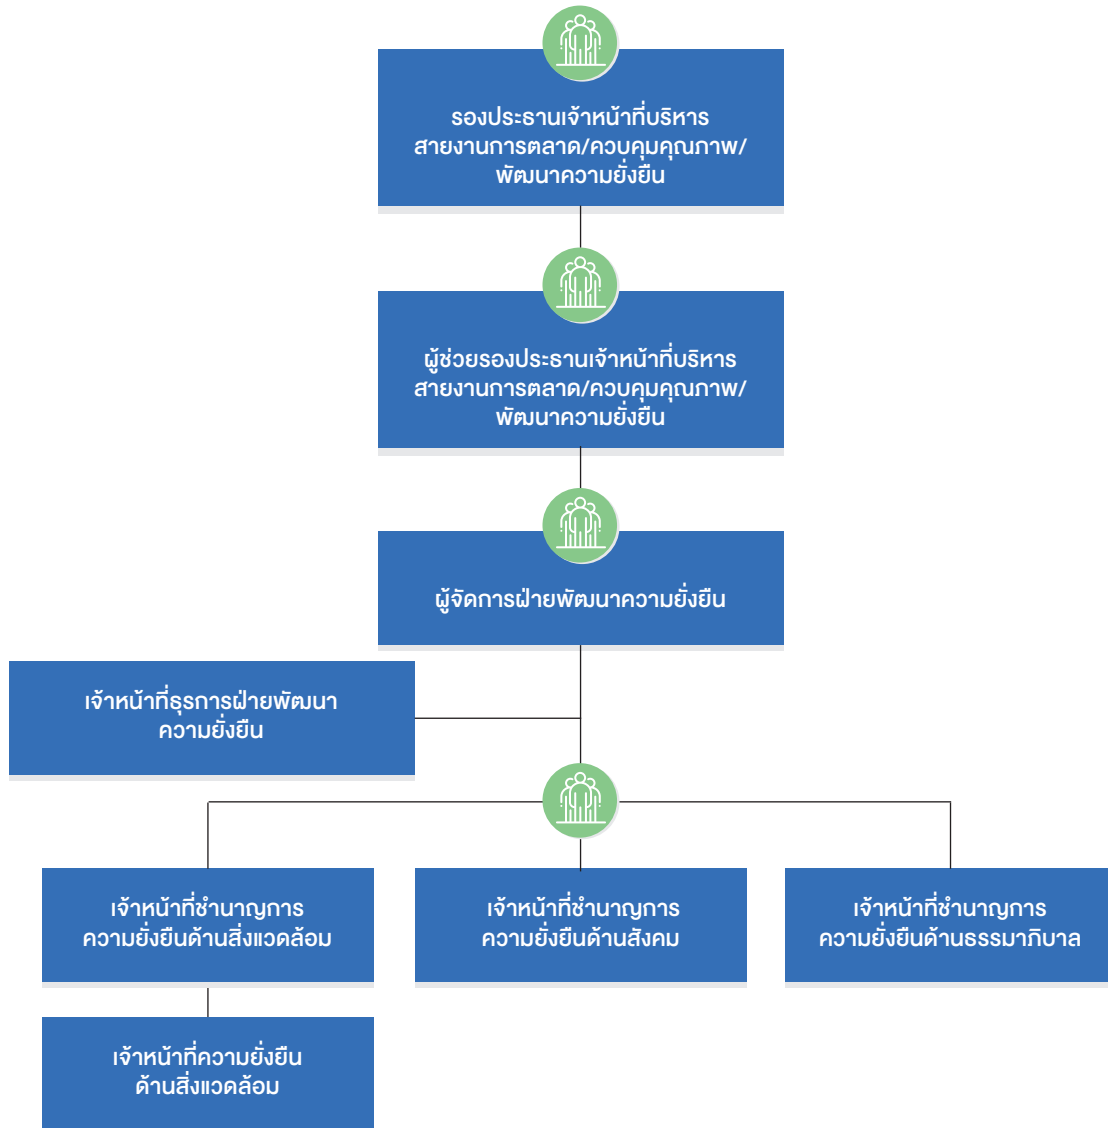 รองประธานเจ้าหน้าที่บริหาร
สายงานการตลาด/ควบคุมคุณภาพ/
พัฒนาความยั่งยืน
ผู้ช่วยรองประธานเจ้าหน้าที่บริหาร
สายงานการตลาด/ควบคุมคุณภาพ/
พัฒนาความยั่งยืน
ผู้จัดการฝ่ายพัฒนาความยั่งยืน
เจ้าหน้าที่ธุรการฝ่ายพัฒนา
ความยั่งยืน
เจ้าหน้าที่ชำนาญการ
ความยั่งยืนด้านสิ่งแวดล้อม
เจ้าหน้าที่ชำนาญการ
ความยั่งยืนด้านสังคม
เจ้าหน้าที่ชำนาญการ
ความยั่งยืนด้านธรรมาภิบาล
เจ้าหน้าที่ความยั่งยืน
ด้านสิ่งแวดล้อม